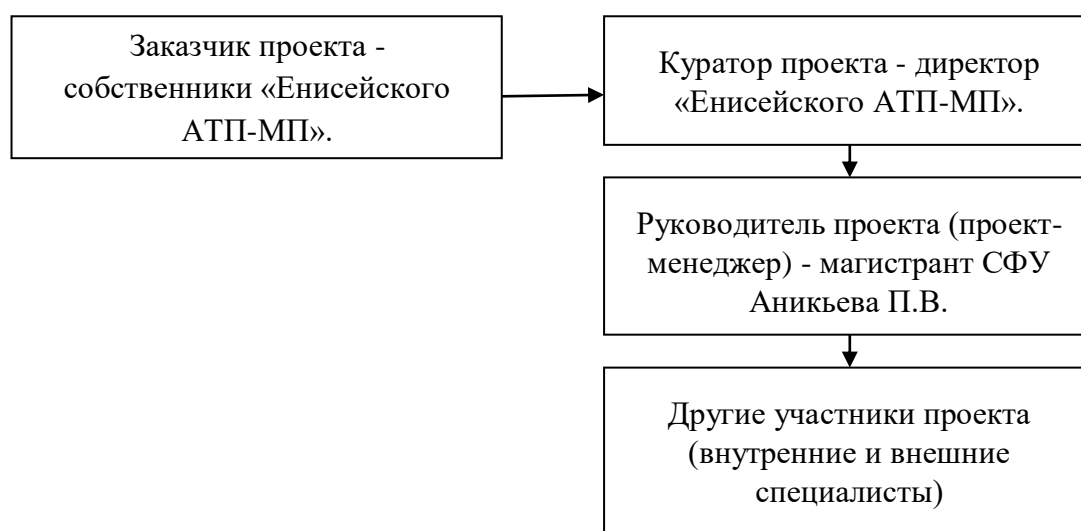 Заказчик проекта -
собственники «Енисейского
АТП-МП».
Куратор проекта - директор
«Енисейского АТП-МП».
Руководитель проекта (проект-
менеджер) - магистрант СФУ
Аникьева П.В.
Другие участники проекта
(внутренние и внешние
специалисты)